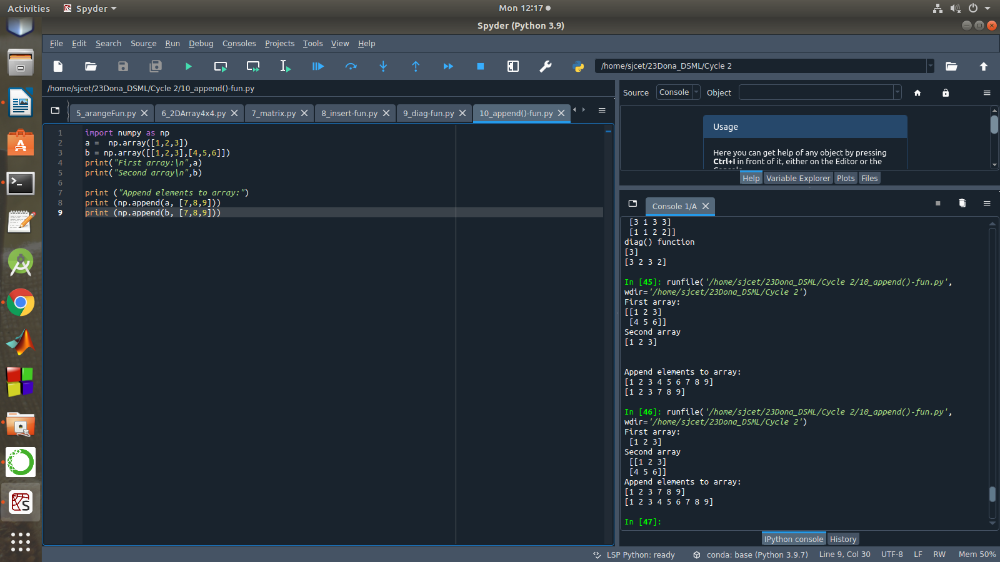 Activities Spyder Mon 12:17
Spyder (Python 3.9)
File Edit Search Source Run Debug Consoles Projects Tools View Help
/home/sjcet/23Dona_DSML/Cycle 2
/home/sjcet/23Dona_DSML/Cycle 2/10_append()-fun.py
5_arangeFun.py 6_2DArray4x4.py 7_matrix.py 8_insert-fun.py 9_diag-fun.py 10_append()-fun.py
1 import numpy as np
2 a =  np.array([1,2,3])
3 b = np.array([[1,2,3],[4,5,6]])
4 print("First array:\n",a)
5 print("Second array\n",b)
6
7 print ("Append elements to array:")
8 print (np.append(a, [7,8,9]))
9 print (np.append(b, [7,8,9]))
Source Console Object
Usage
Here you can get help of any object by pressing
Ctrl+I in front of it, either on the Editor or the
Console.
Help Variable Explorer Plots Files
Console 1/A
[3 1 3 3]
[1 1 2 2]]
diag() function
[3]
[3 2 3 2]
In [45]: runfile('/home/sjcet/23Dona_DSML/Cycle 2/10_append()-fun.py',
wdir='/home/sjcet/23Dona_DSML/Cycle 2')
First array:
[[1 2 3]
[4 5 6]]
Second array
[1 2 3]
Append elements to array:
[1 2 3 4 5 6 7 8 9]
[1 2 3 7 8 9]
In [46]: runfile('/home/sjcet/23Dona_DSML/Cycle 2/10_append()-fun.py',
wdir='/home/sjcet/23Dona_DSML/Cycle 2')
First array:
[1 2 3]
Second array
[[1 2 3]
[4 5 6]]
Append elements to array:
[1 2 3 7 8 9]
[1 2 3 4 5 6 7 8 9]
In [47]:
IPython console History
LSP Python: ready conda: base (Python 3.9.7) Line 9, Col 30 UTF-8 LF RW Mem 50%